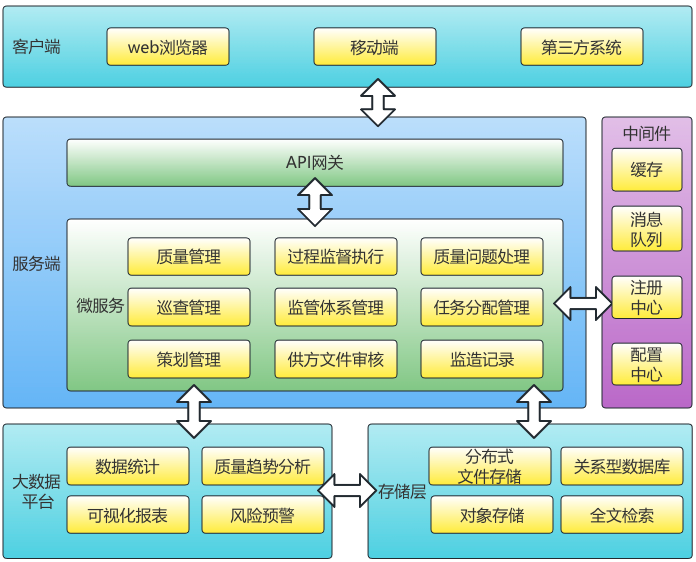 客户端
web浏览器
移动端
第三方系统
服务端
API网关
微服务
质量管理
过程监督执行
质量问题处理
巡查管理
监管体系管理
任务分配管理
策划管理
供方文件审核
监造记录
中间件
缓存
消息
队列
注册
中心
配置
中心
大数据
平台
数据统计
质量趋势分析
可视化报表
风险预警
存储层
分布式
文件存储
关系型数据库
对象存储
全文检索